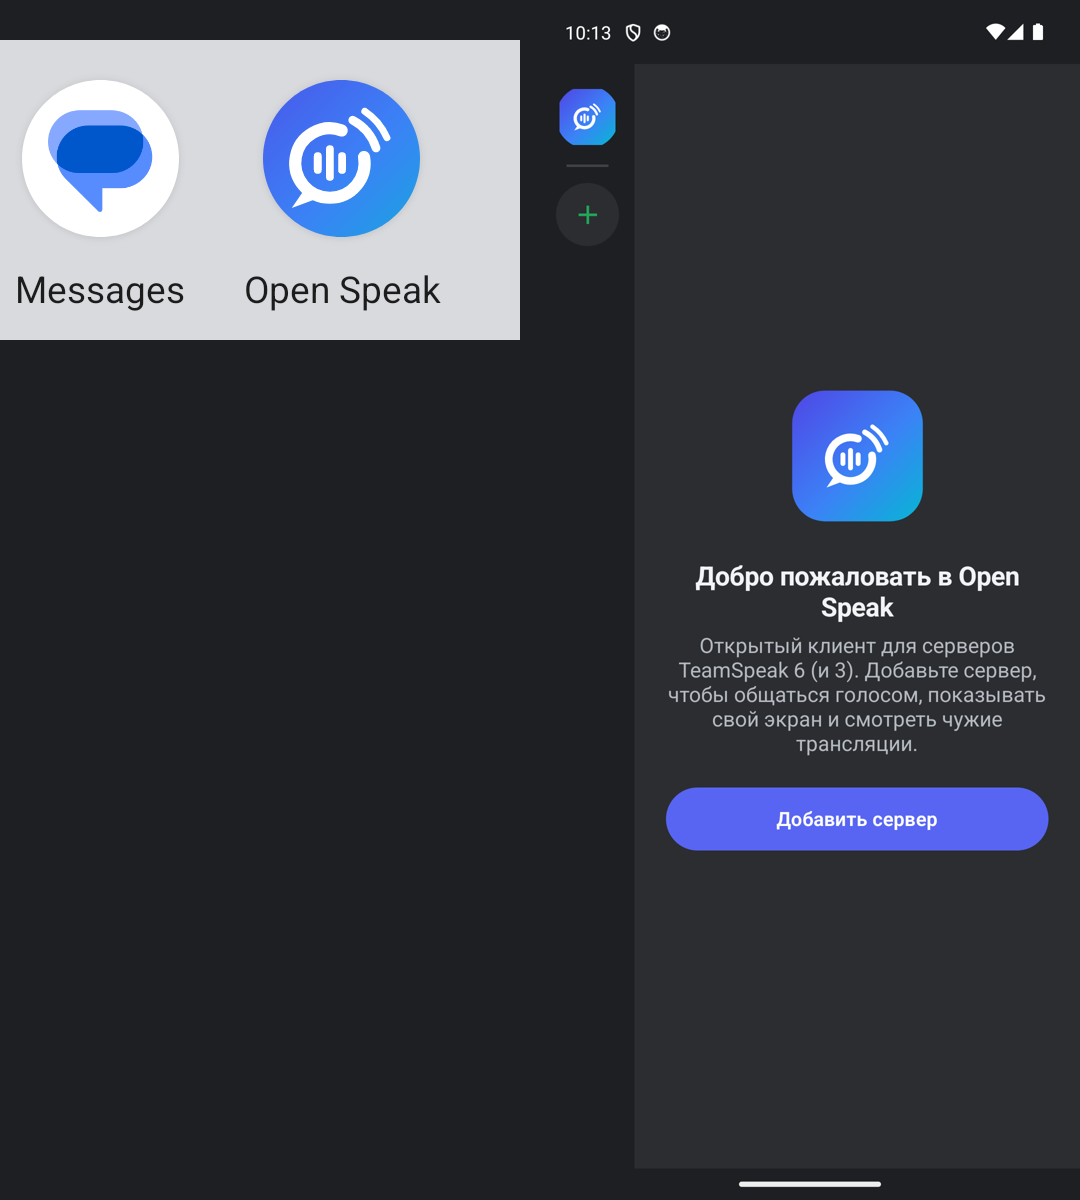 Messages
Open Speak
10:13
Добро пожаловать в Open
Speak
Открытый клиент для серверов
TeamSpeak 6 (и 3). Добавьте сервер,
чтобы общаться голосом, показывать
свой экран и смотреть чужие
трансляции.
Добавить сервер